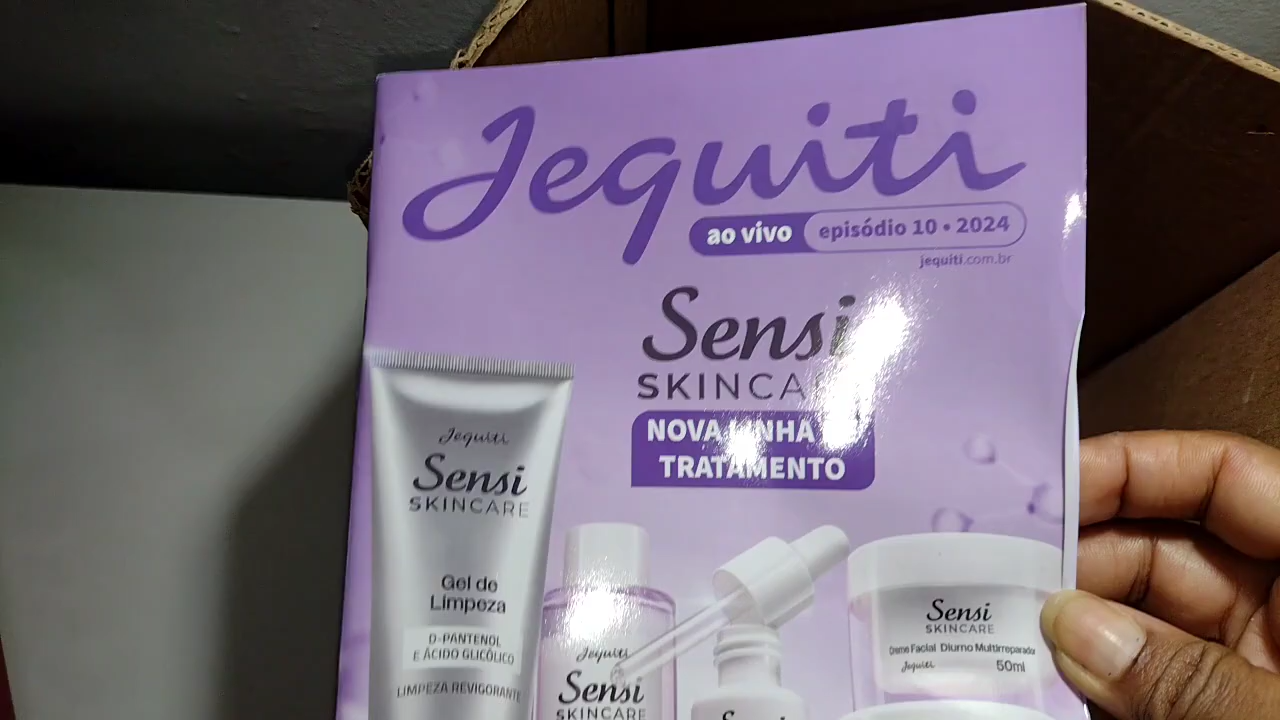 Jequiti
ao vivo episódio 10 • 2024
jequiti.com.br
Sensi
SKINCARE
NOVA LINHA
TRATAMENTO
Jequiti
Sensi
SKINCARE
Gel de
Limpeza
D-PANTENOL
E ÁCIDO GLICÓLICO
LIMPEZA REVIGORANTE
Jequiti
Sensi
SKINCARE
Sensi
SKINCARE
Creme Facial Diurno Multirreparador
Jequiti 50ml